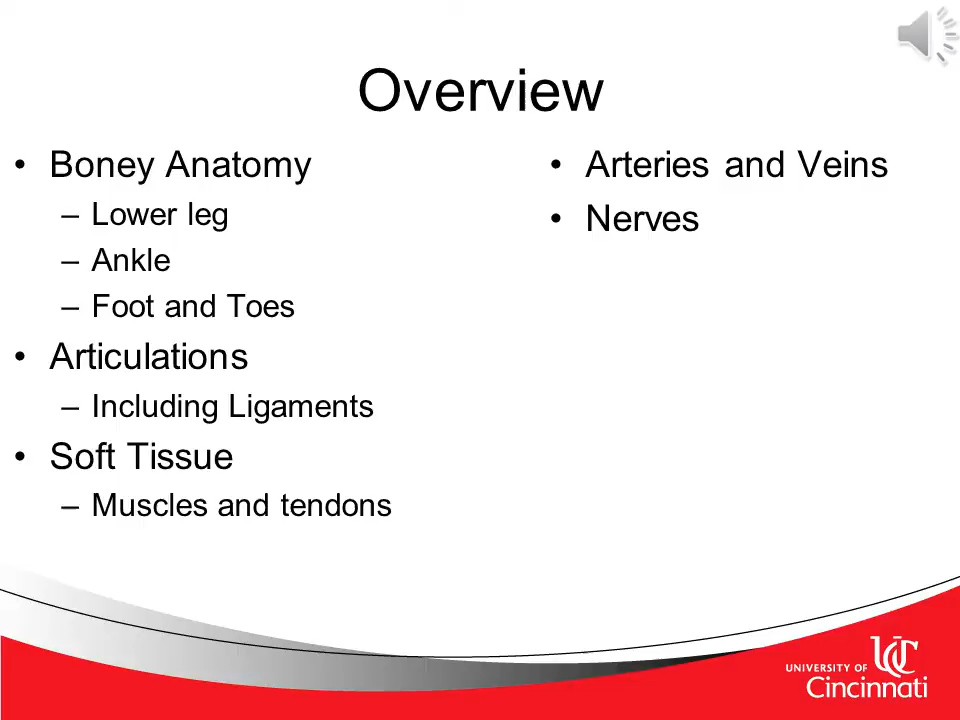 Overview
• Boney Anatomy
– Lower leg
– Ankle
– Foot and Toes
• Articulations
– Including Ligaments
• Soft Tissue
– Muscles and tendons
• Arteries and Veins
• Nerves
UNIVERSITY OF UC
Cincinnati